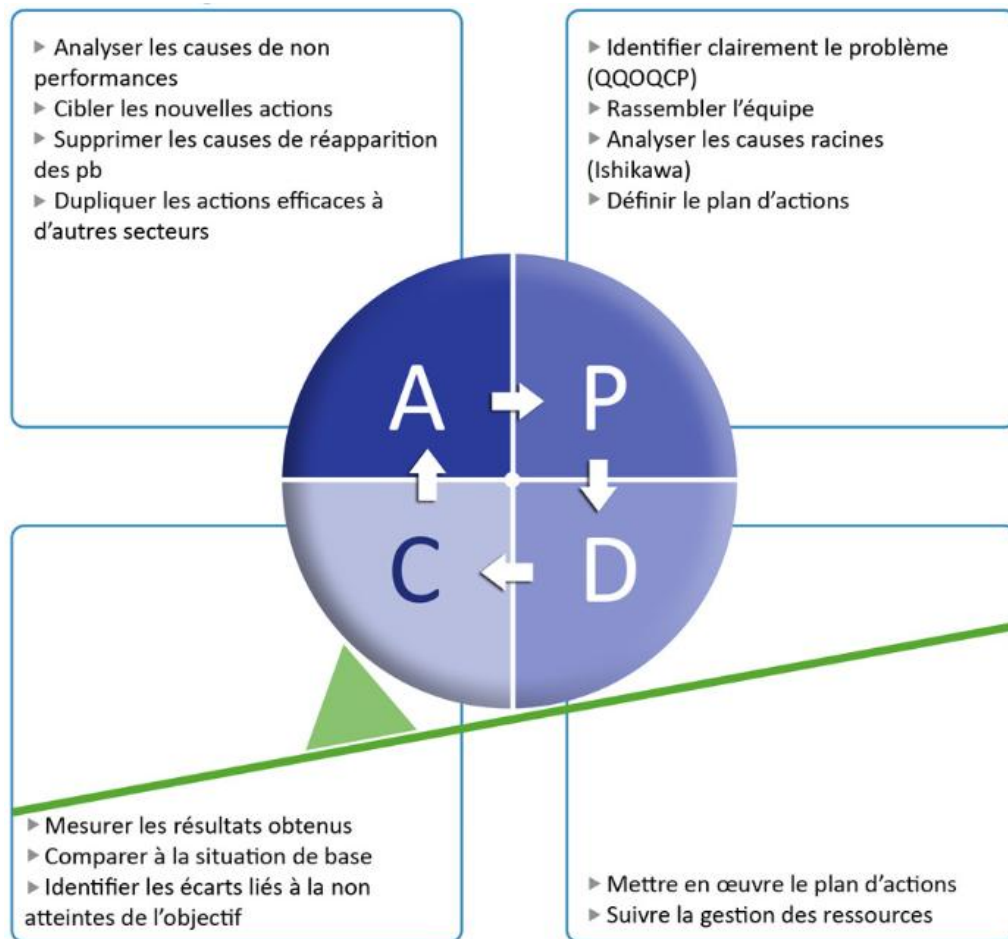 ▶ Analyser les causes de non
performances
▶ Cibler les nouvelles actions
▶ Supprimer les causes de réapparition
des pb
▶ Dupliquer les actions efficaces à
d'autres secteurs
▶ Identifier clairement le problème
(QQOQCP)
▶ Rassembler l'équipe
▶ Analyser les causes racines
(Ishikawa)
▶ Définir le plan d'actions
A
P
C
D
▶ Mesurer les résultats obtenus
▶ Comparer à la situation de base
▶ Identifier les écarts liés à la non
atteintes de l'objectif
▶ Mettre en œuvre le plan d'actions
▶ Suivre la gestion des ressources